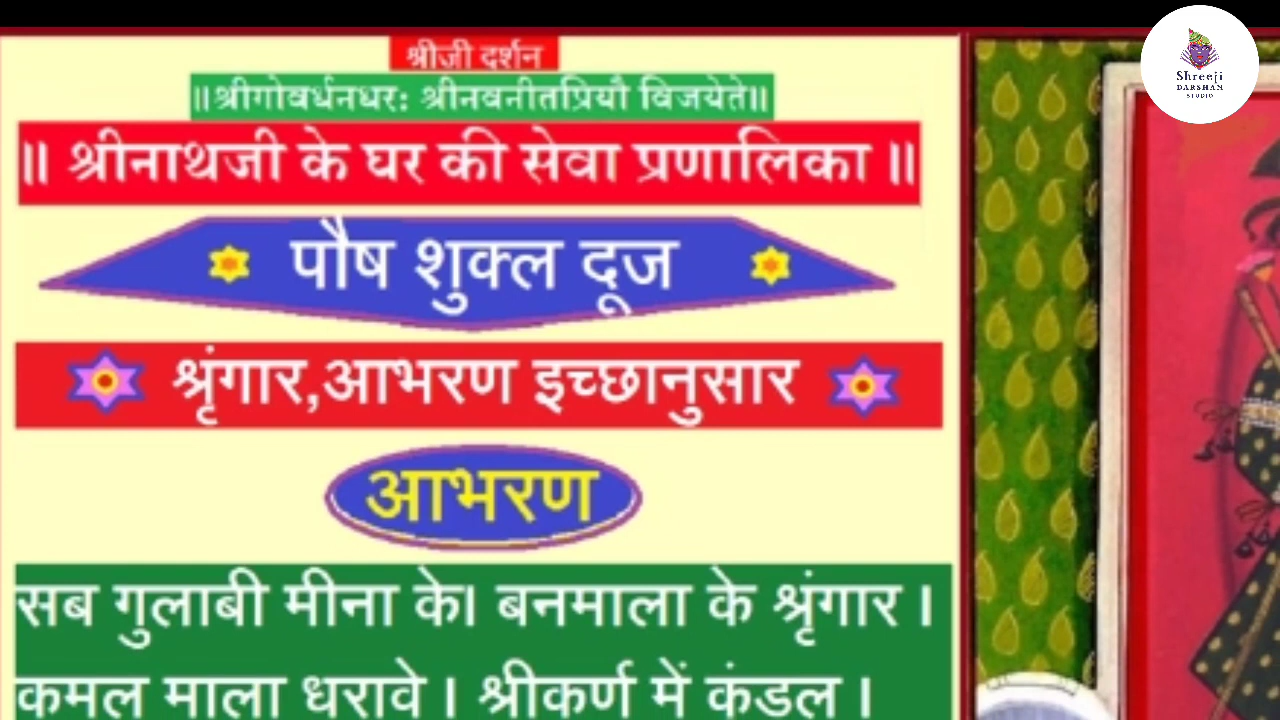 श्रीजी दर्शन
॥श्रीगोवर्धनधरः श्रीनवनीतप्रियौ विजयेते॥
॥ श्रीनाथजी के घर की सेवा प्रणालिका ॥
पौष शुक्ल दूज
श्रृंगार,आभरण इच्छानुसार
आभरण
सब गुलाबी मीना के। बनमाला के श्रृंगार ।
कमल माला धरावे । श्रीकर्ण में कंडल ।
Shreeji
DARSHAN
STUDIO